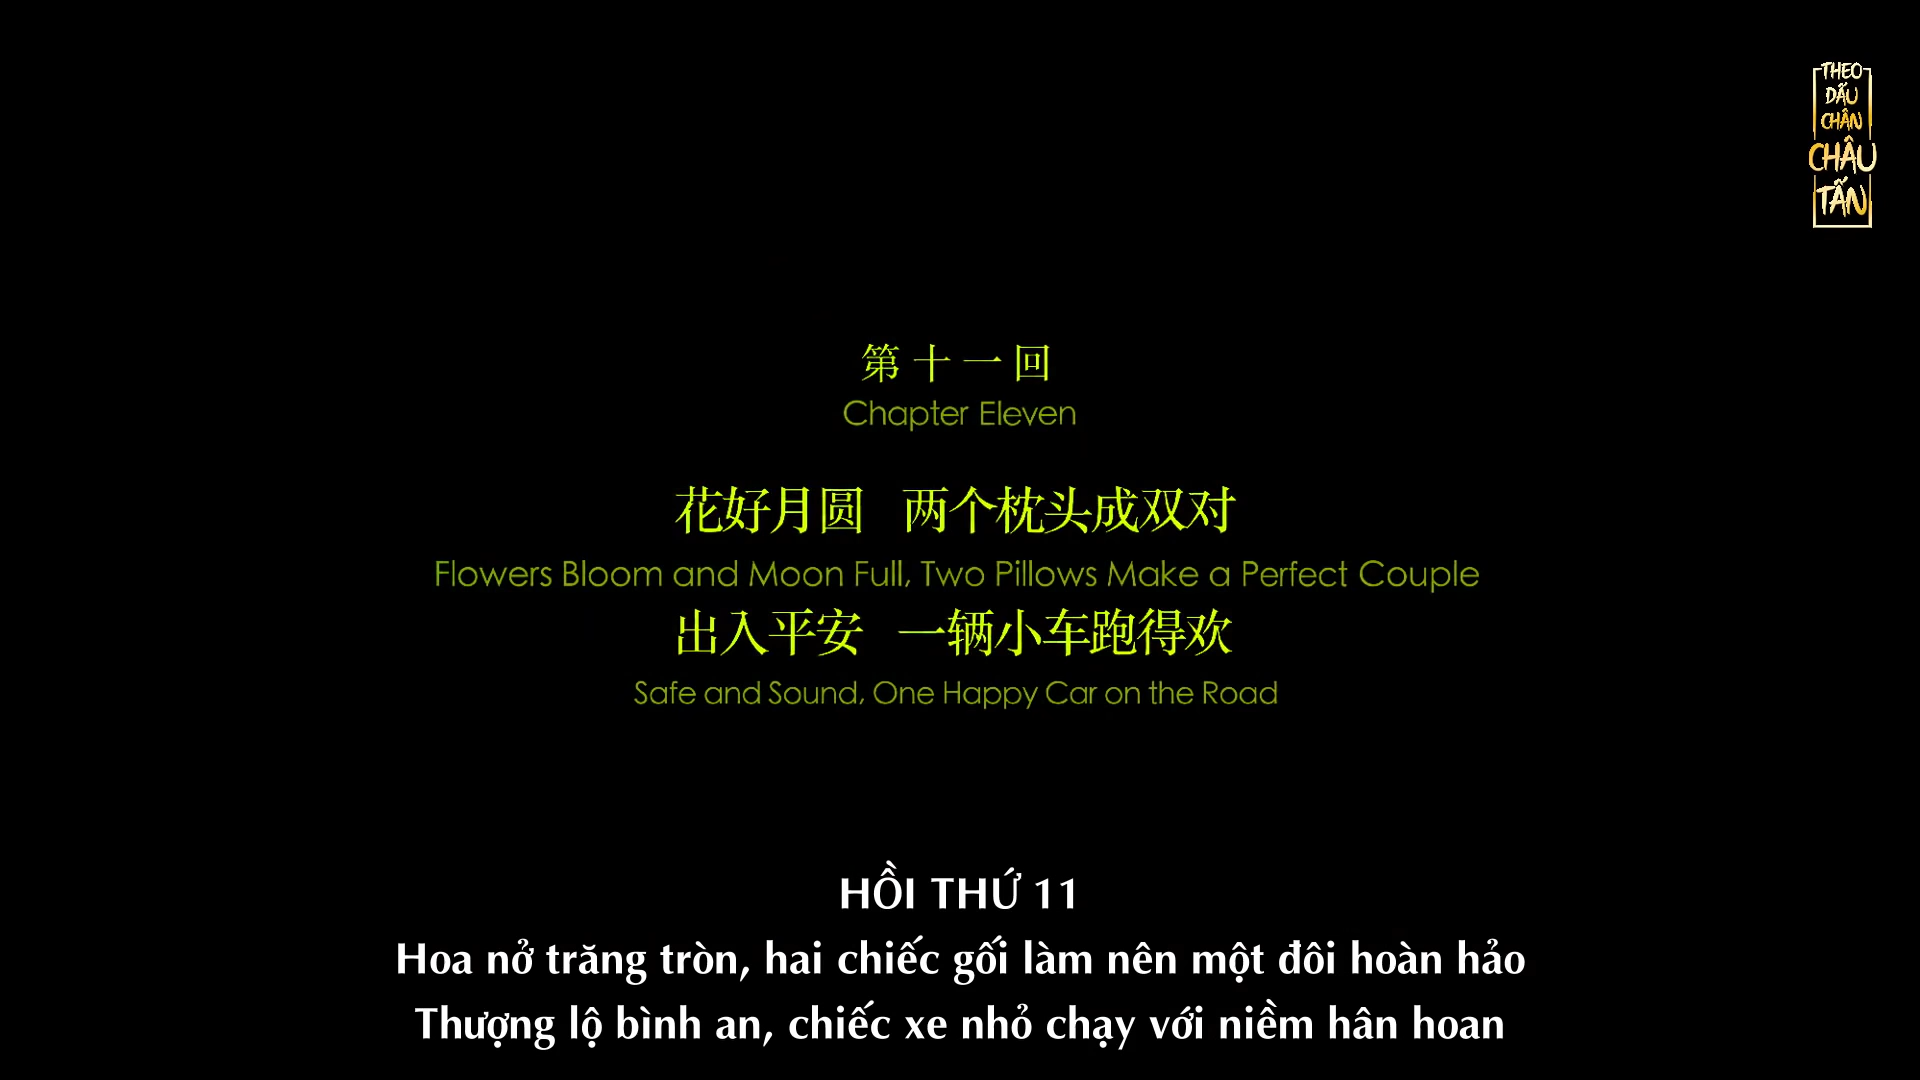 THEO
DẤU
CHÂN
CHÂU
TẤN
第十一回
Chapter Eleven
花好月圆 两个枕头成双对
Flowers Bloom and Moon Full, Two Pillows Make a Perfect Couple
出入平安 一辆小车跑得欢
Safe and Sound, One Happy Car on the Road
HỒI THỨ 11
Hoa nở trăng tròn, hai chiếc gối làm nên một đôi hoàn hảo
Thượng lộ bình an, chiếc xe nhỏ chạy với niềm hân hoan